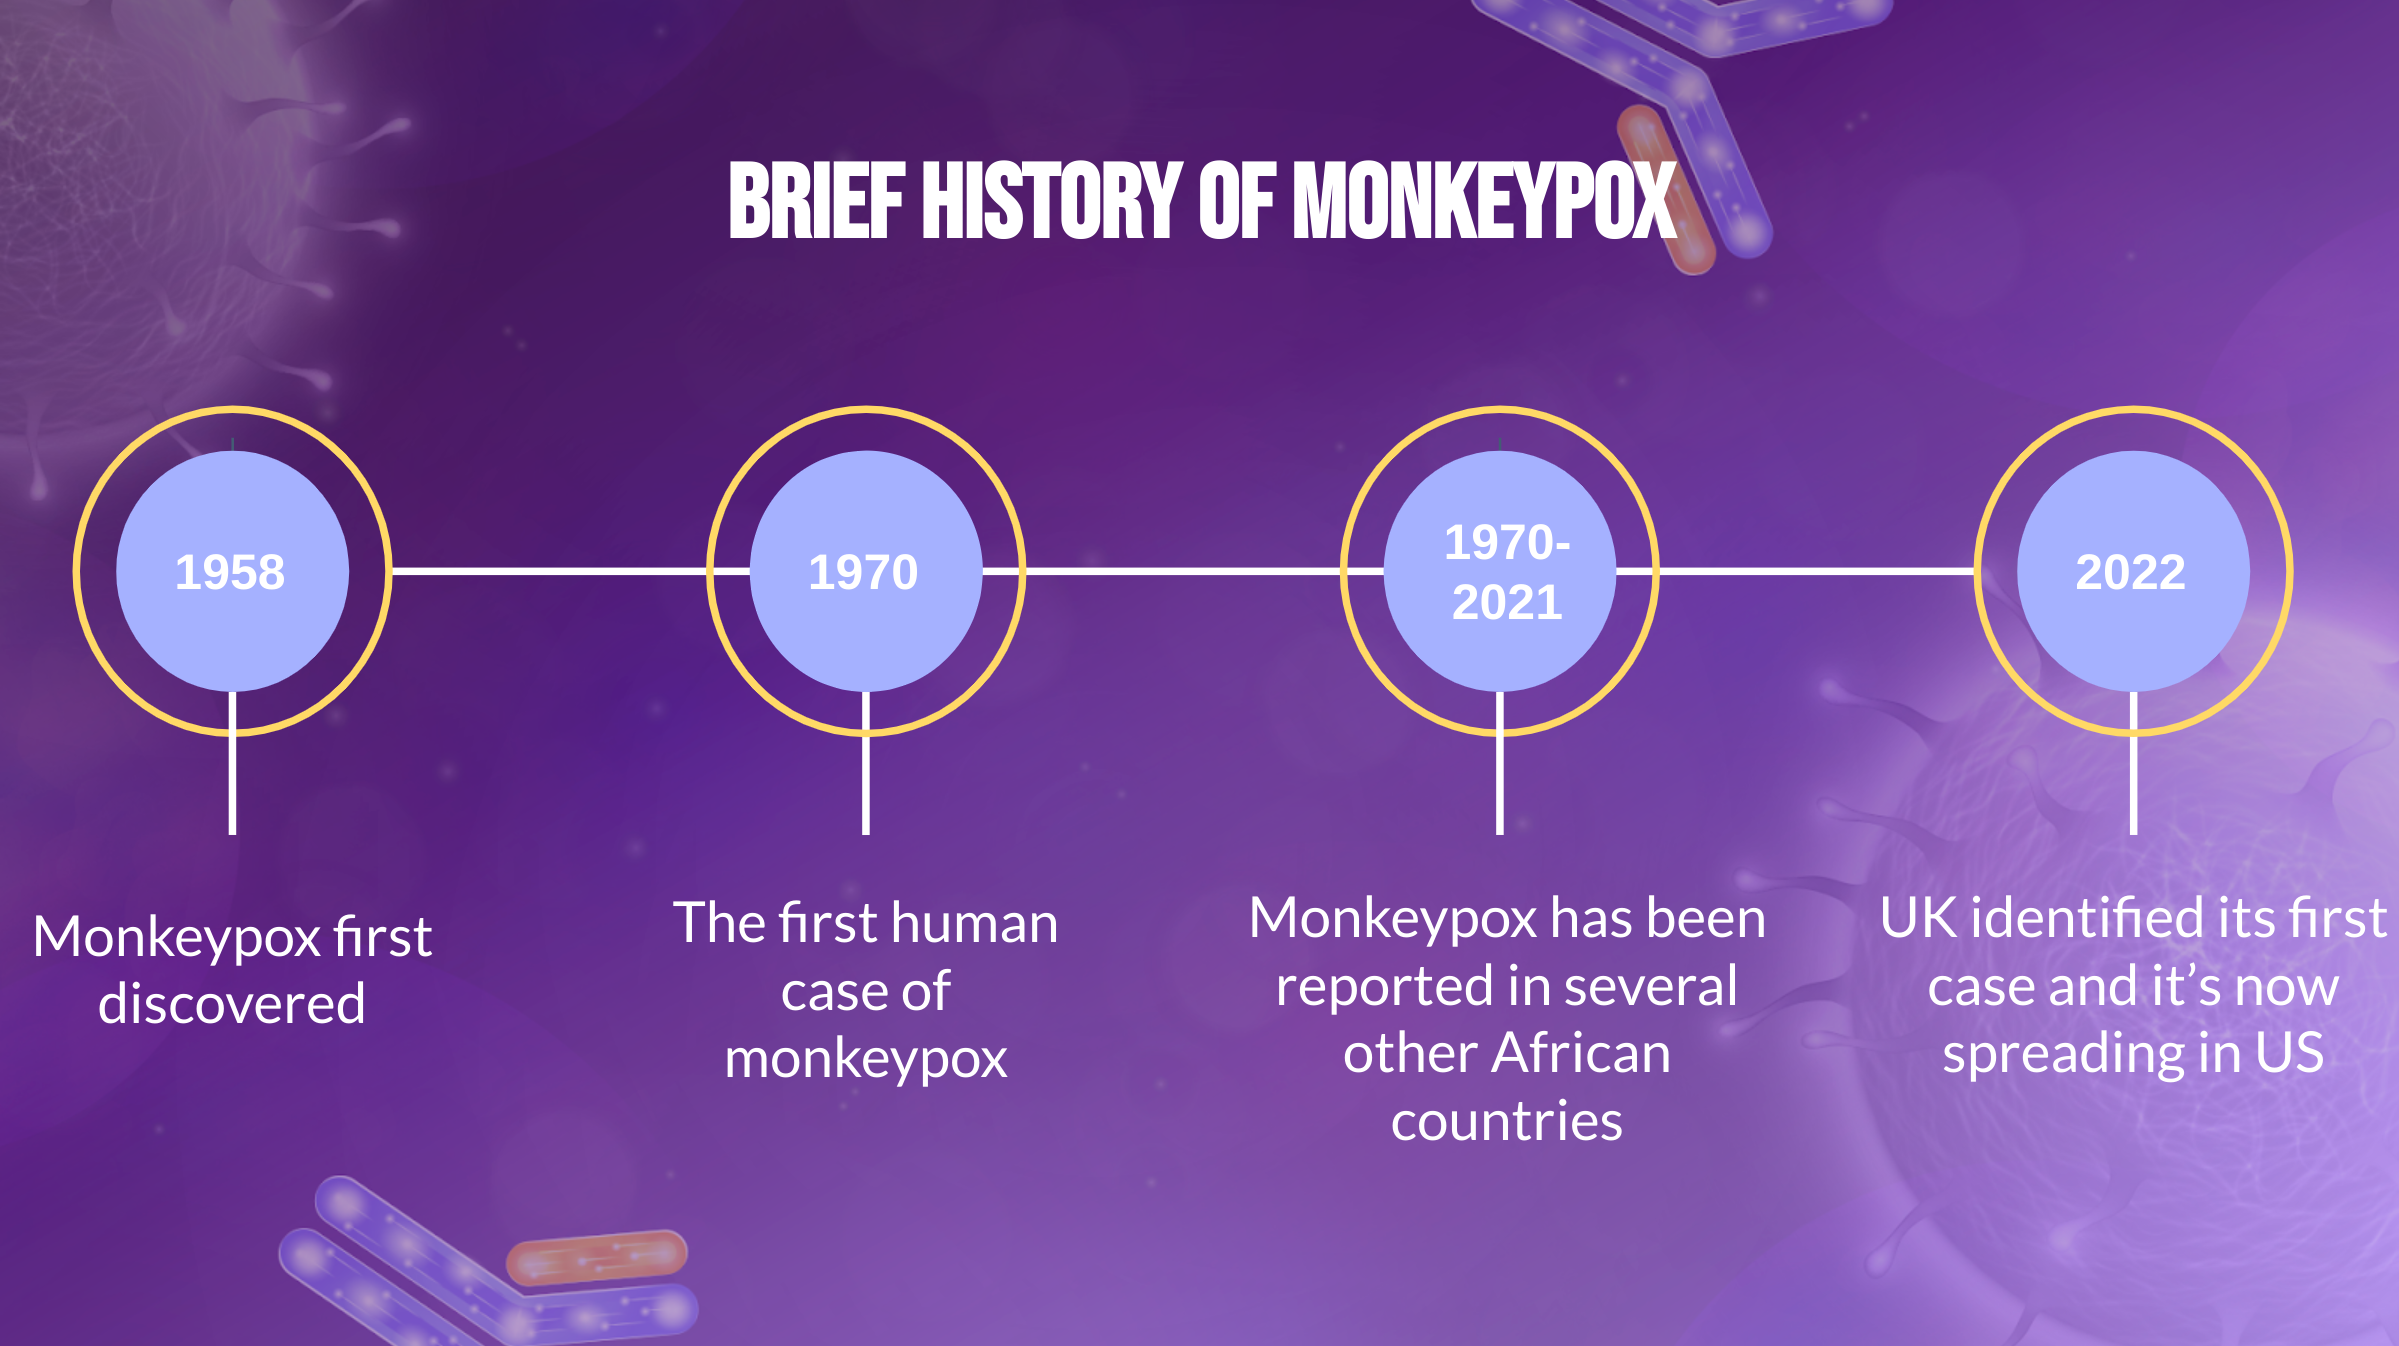 BRIEF HISTORY OF MONKEYPOX
1958
1970
1970-
2021
2022
Monkeypox first
discovered
The first human
case of
monkeypox
Monkeypox has been
reported in several
other African
countries
UK identified its first
case and it’s now
spreading in US